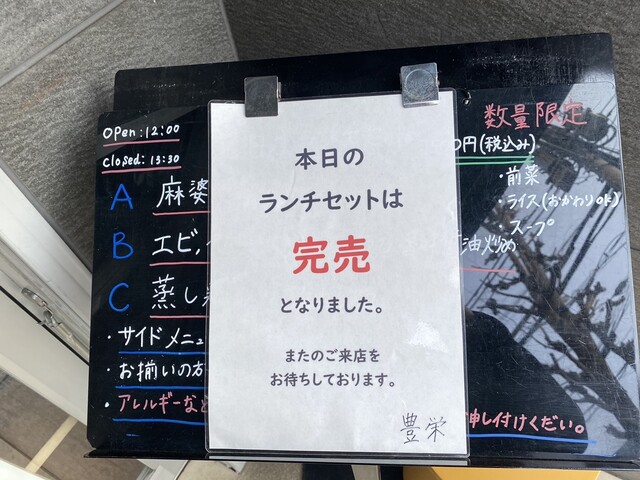 Open:12:00
Closed:13:30
数量限定
0円(税込み)
・前菜
・ライス(おかわり可)
・スープ
A 麻婆
B エビ、
油炒め
C 蒸し
・サイドメニュ
・お揃いの方
・アレルギーなど
申し付けくだい。
本日の
ランチセットは
完売
となりました。
またのご来店を
お待ちしております。
豊栄